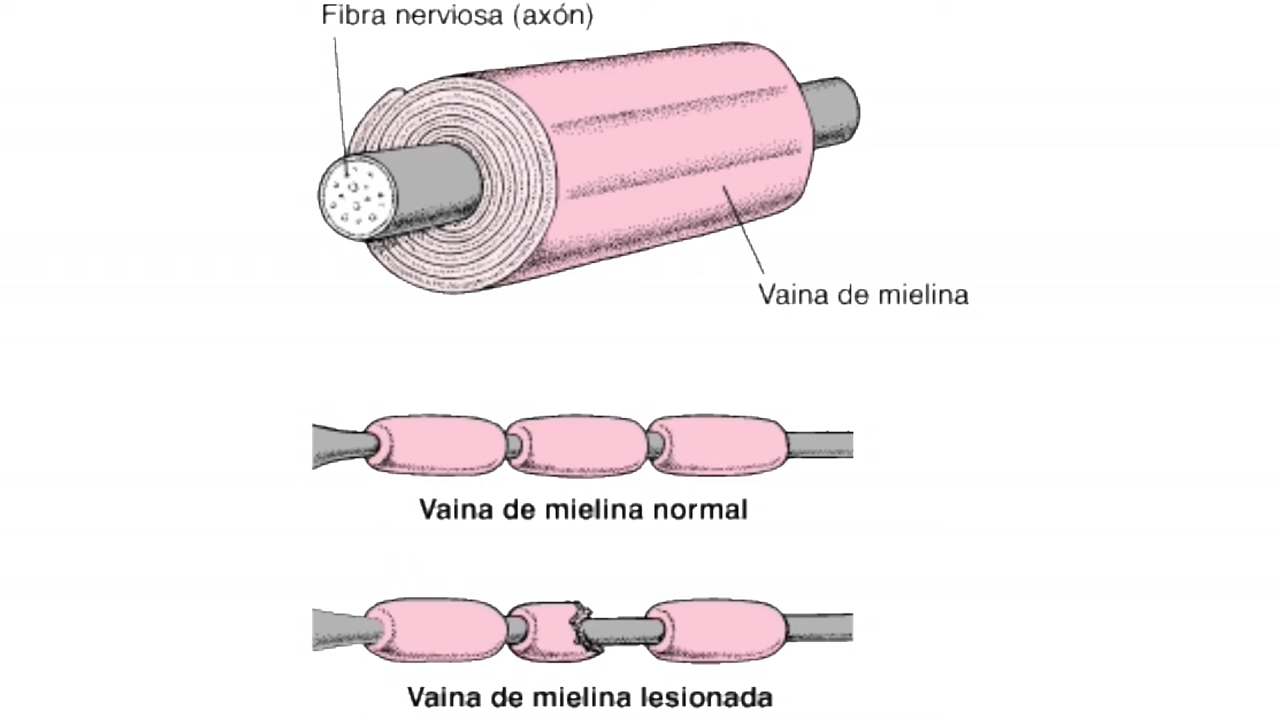 Fibra nerviosa (axón)
Vaina de mielina
Vaina de mielina normal
Vaina de mielina lesionada